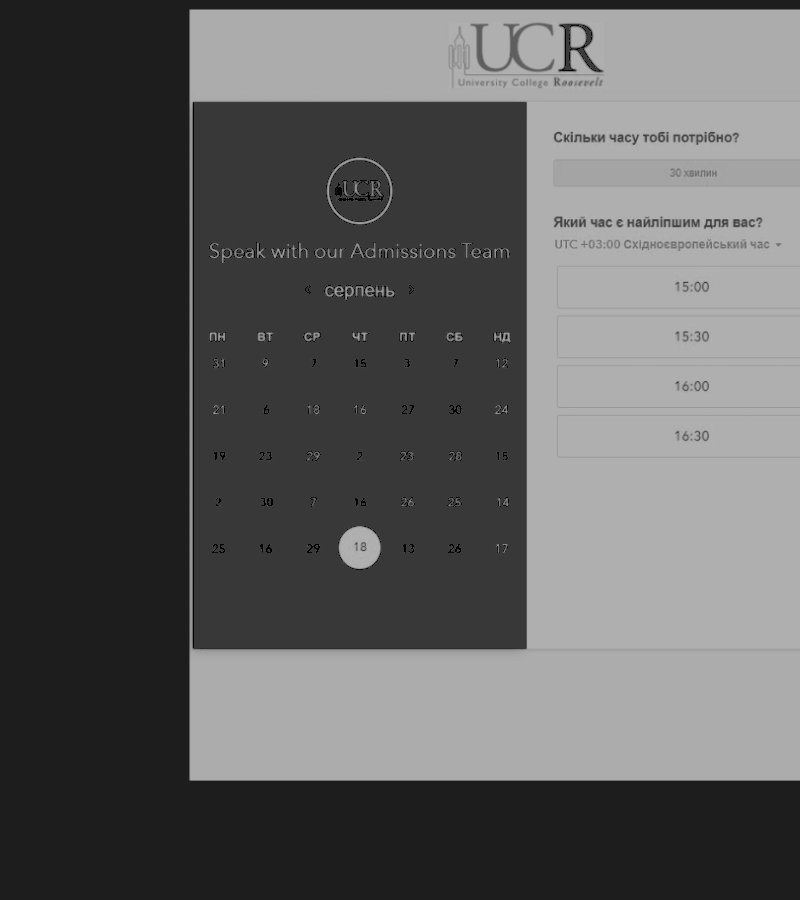 UCR
University College Roosevelt
UCR
Speak with our Admissions Team
< серпень >
ПН ВТ СР ЧТ ПТ СБ НД
31 9 7 15 3 7 12
21 6 18 16 27 30 24
19 23 29 2 23 28 15
2 30 7 16 26 25 14
25 16 29 18 13 26 17
Скільки часу тобі потрібно?
30 хвилин
Який час є найліпшим для вас?
UTC +03:00 Східноєвропейський час
15:00
15:30
16:00
16:30